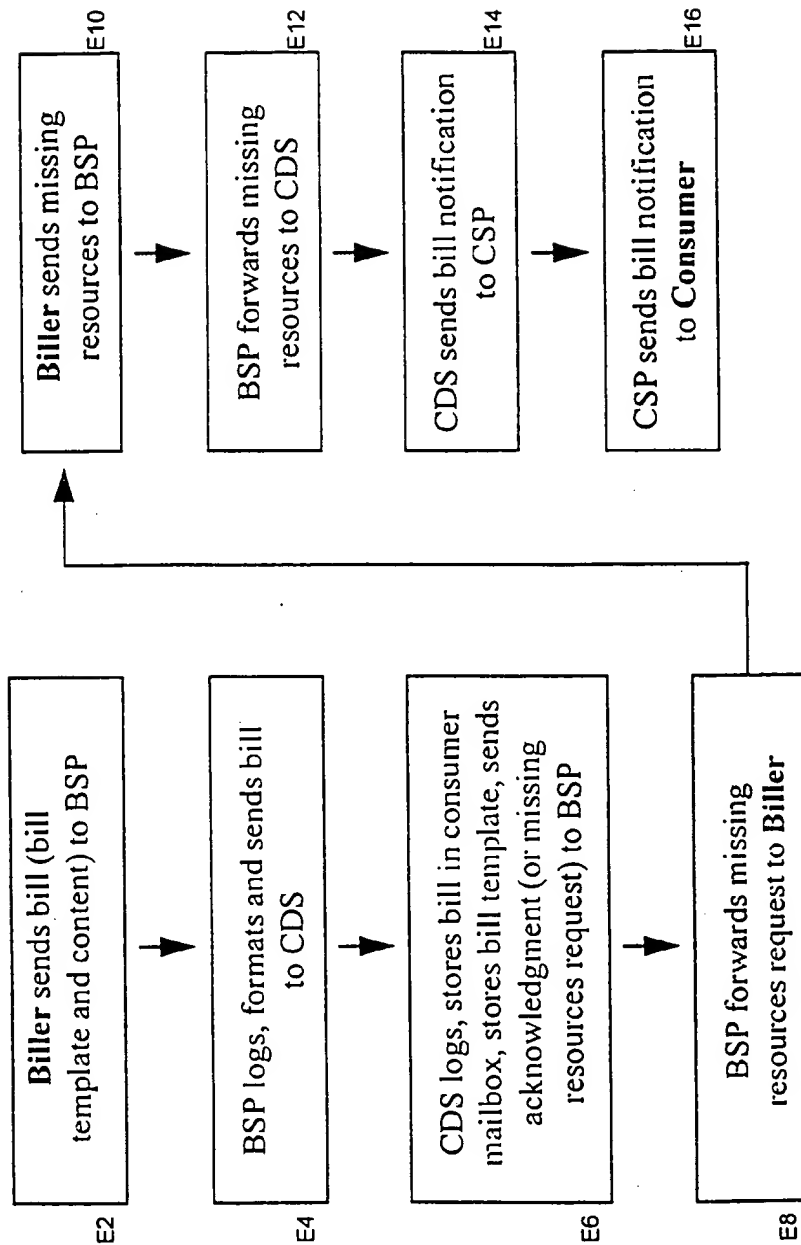 E2
Biller sends bill (bill
template and content) to BSP
E4
BSP logs, formats and sends bill
to CDS
E6
CDS logs, stores bill in consumer
mailbox, stores bill template, sends
acknowledgment (or missing
resources request) to BSP
E8
BSP forwards missing
resources request to Biller
Biller sends missing
resources to BSP
E10
BSP forwards missing
resources to CDS
E12
CDS sends bill notification
to CSP
E14
CSP sends bill notification
to Consumer
E16